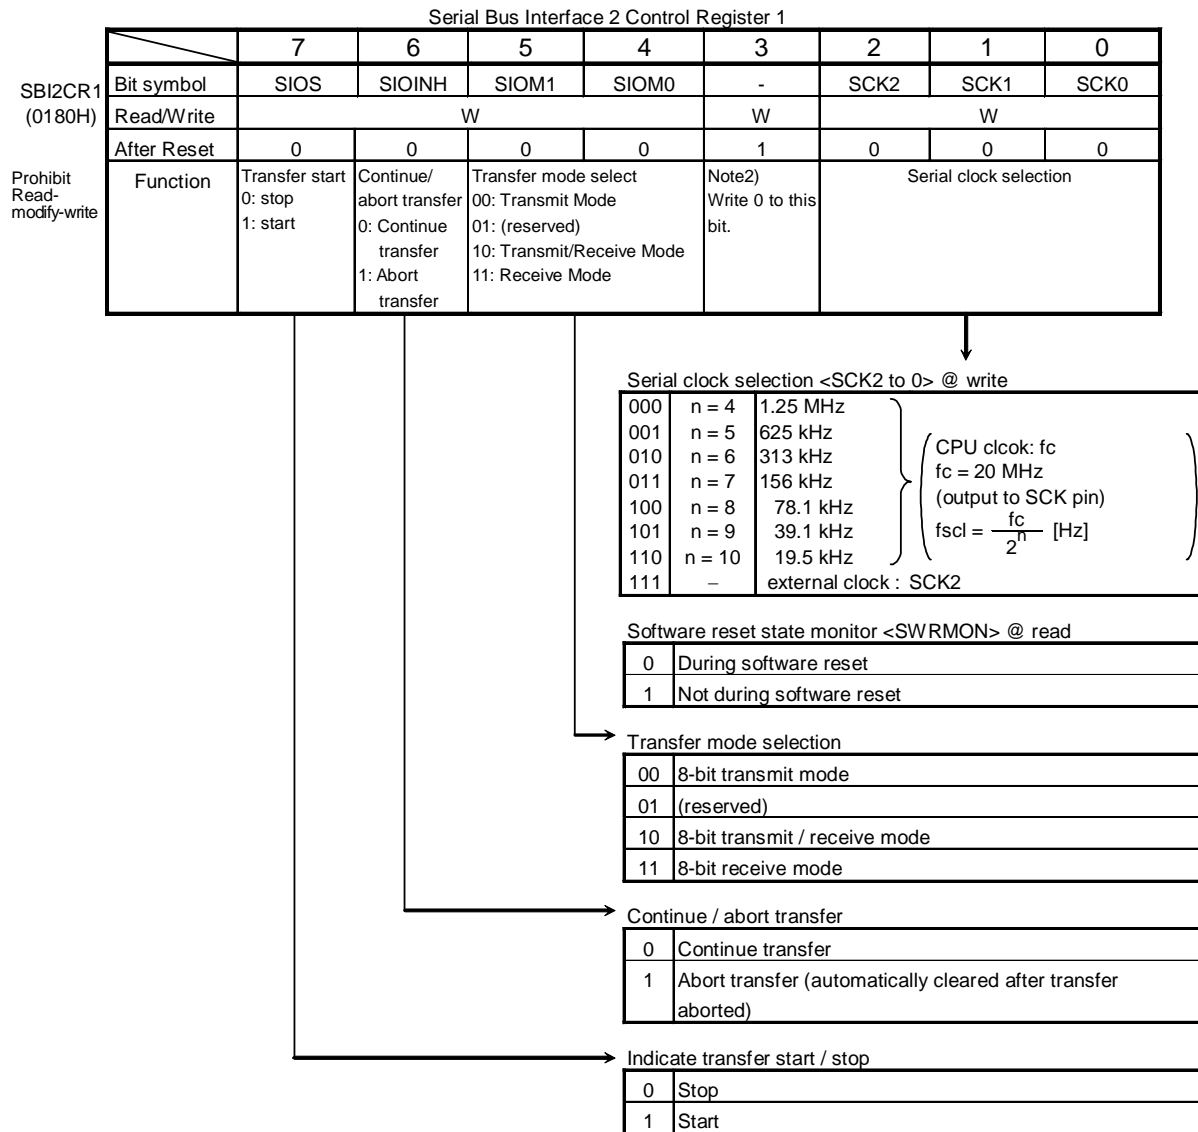 Serial Bus Interface 2 Control Register 1
7 6 5 4 3 2 1 0
SBI2CR1
(0180H)
Bit symbol SIOS SIOINH SIOM1 SIOM0 - SCK2 SCK1 SCK0
Read/Write W W W
After Reset 0 0 0 0 1 0 0 0
Prohibit
Read-
modify-write
Function
Transfer start
0: stop
1: start
Continue/
abort transfer
0: Continue
transfer
1: Abort
transfer
Transfer mode select
00: Transmit Mode
01: (reserved)
10: Transmit/Receive Mode
11: Receive Mode
Note2)
Write 0 to this
bit.
Serial clock selection
Serial clock selection <SCK2 to 0> @ write
000 n = 4 1.25 MHz
001 n = 5 625 kHz
010 n = 6 313 kHz
011 n = 7 156 kHz
100 n = 8 78.1 kHz
101 n = 9 39.1 kHz
110 n = 10 19.5 kHz
111 – external clock : SCK2
CPU clcok: fc
fc = 20 MHz
(output to SCK pin)
fscl = fc / 2^n [Hz]
Software reset state monitor <SWRMON> @ read
0 During software reset
1 Not during software reset
Transfer mode selection
00 8-bit transmit mode
01 (reserved)
10 8-bit transmit / receive mode
11 8-bit receive mode
Continue / abort transfer
0 Continue transfer
1 Abort transfer (automatically cleared after transfer
aborted)
Indicate transfer start / stop
0 Stop
1 Start